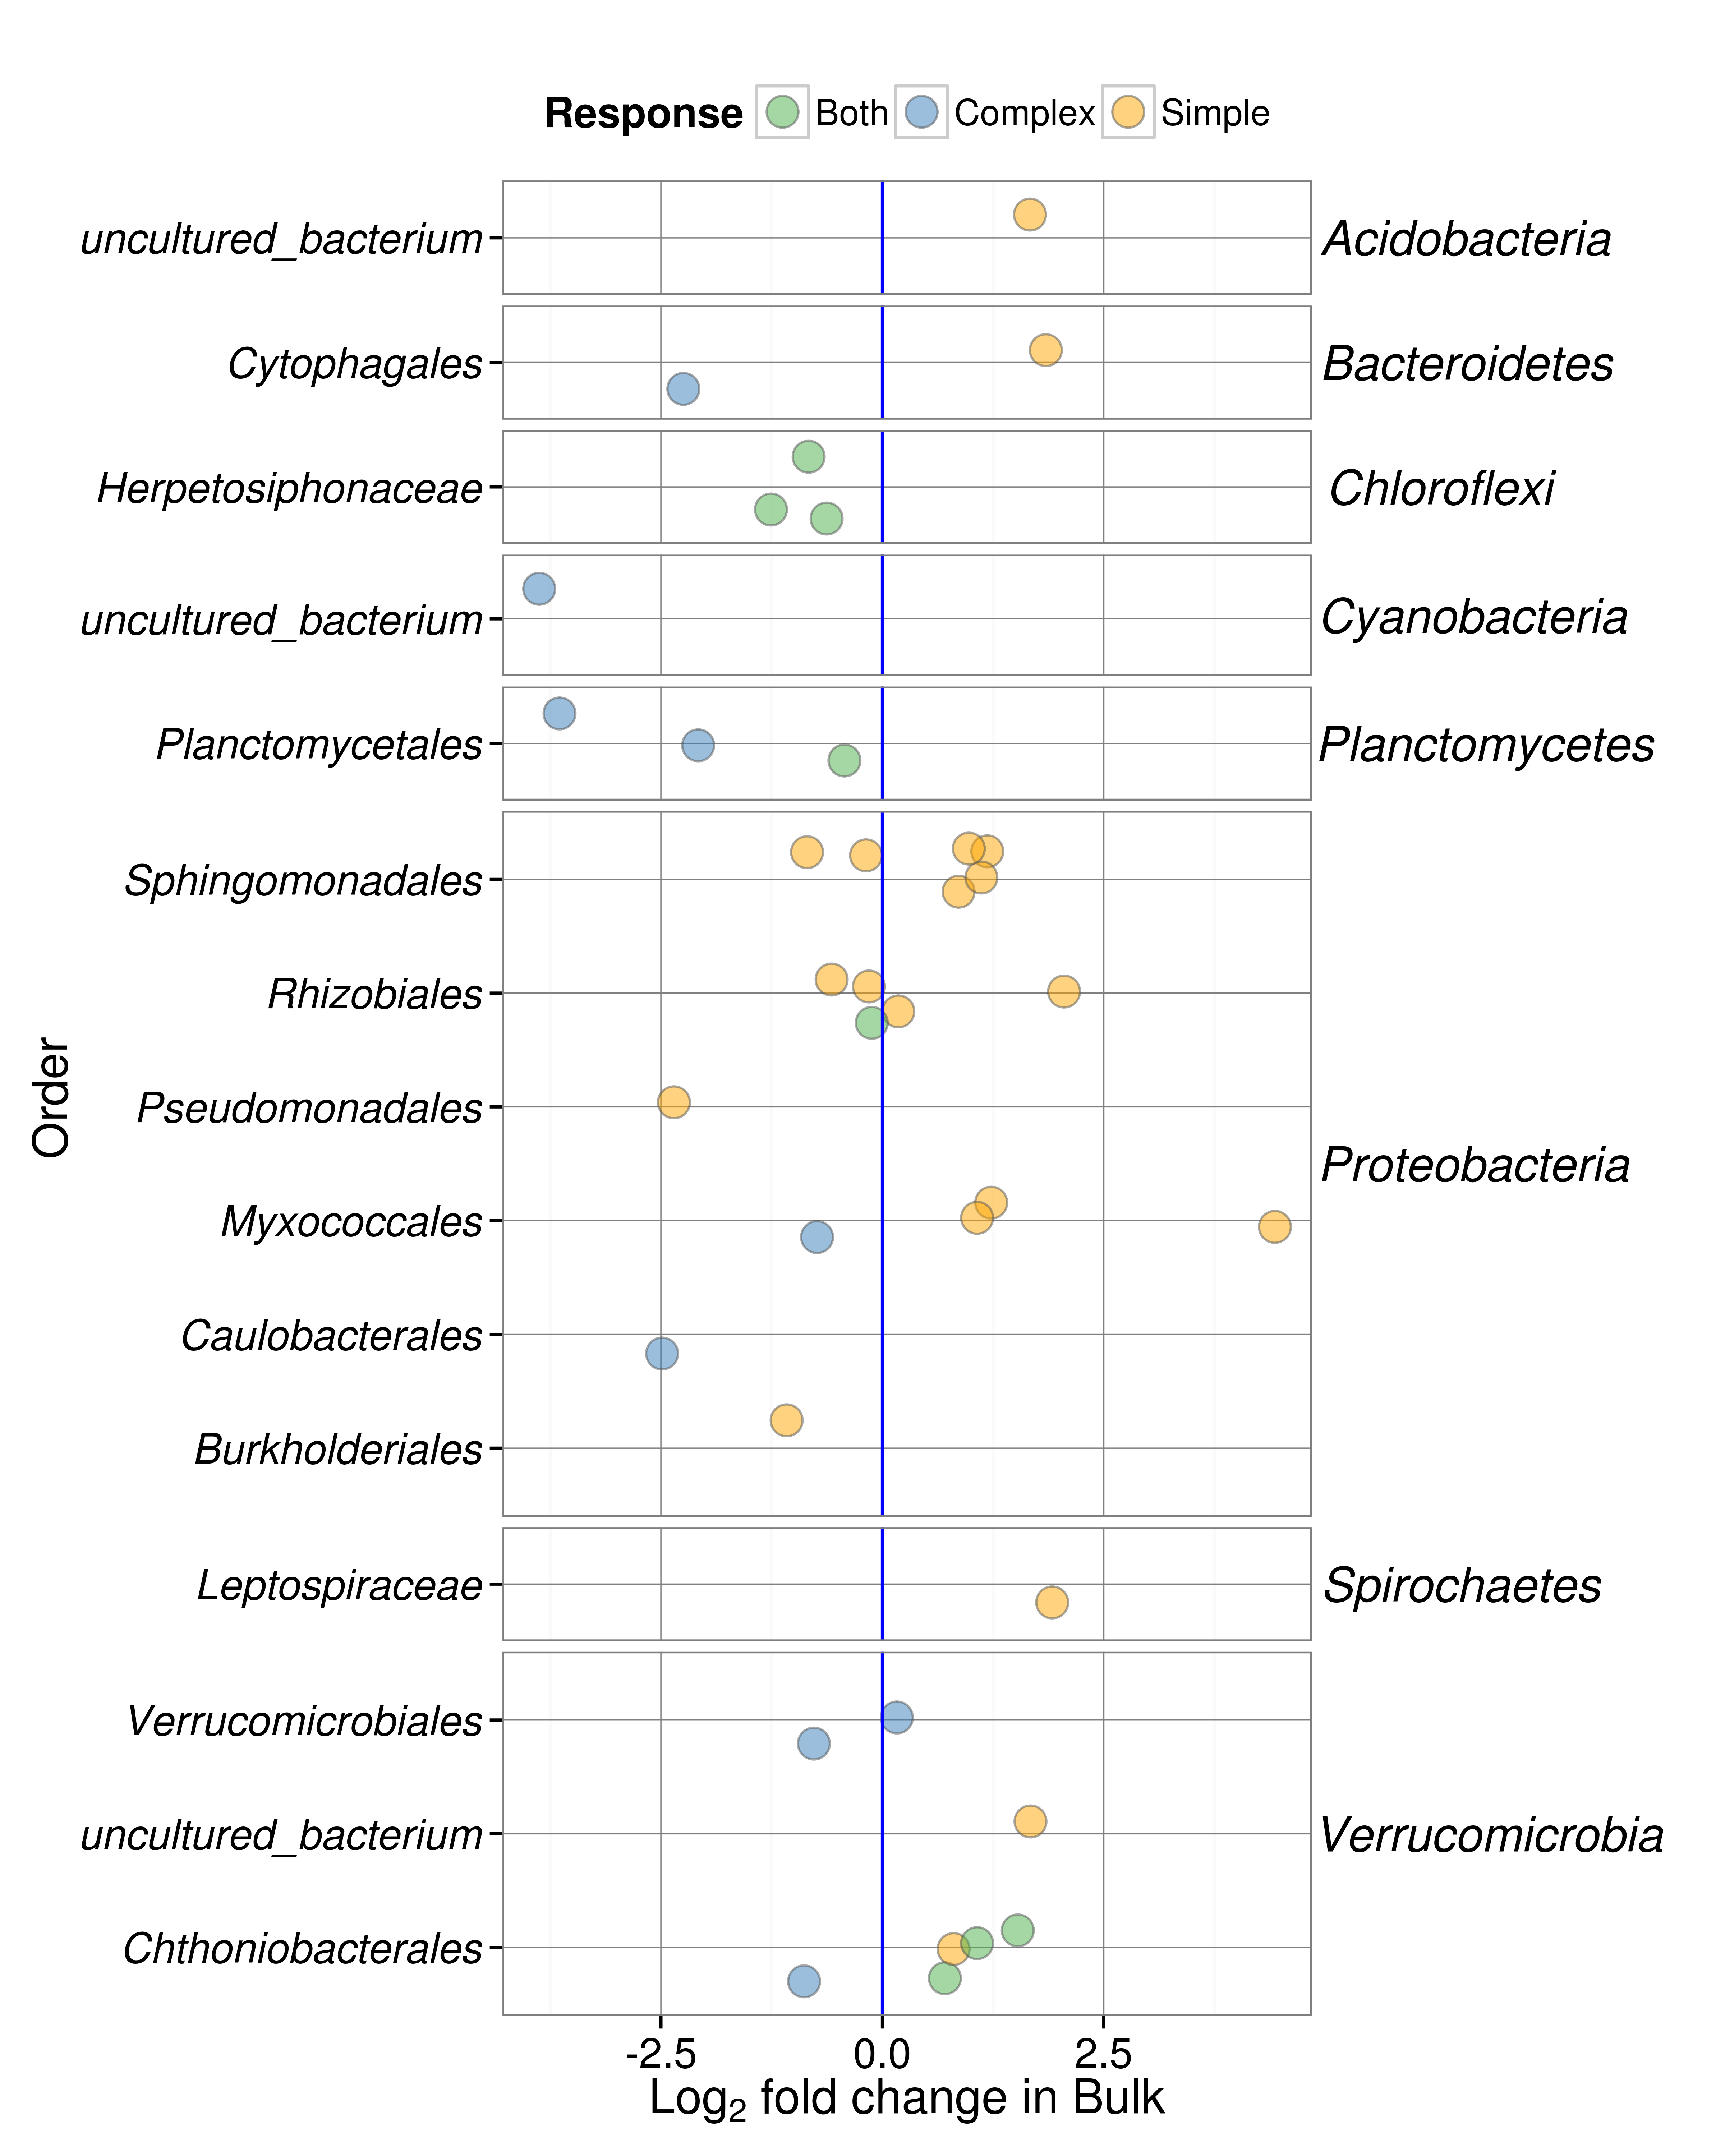 Response Both Complex Simple
uncultured_bacterium Acidobacteria
Cytophagales Bacteroidetes
Herpetosiphonaceae Chloroflexi
uncultured_bacterium Cyanobacteria
Planctomycetales Planctomycetes
Sphingomonadales
Rhizobiales
Pseudomonadales
Order
Proteobacteria
Myxococcales
Caulobacterales
Burkholderiales
Leptospiraceae Spirochaetes
Verrucomicrobiales
uncultured_bacterium Verrucomicrobia
Chthoniobacterales
-2.5 0.0 2.5
Log2 fold change in Bulk